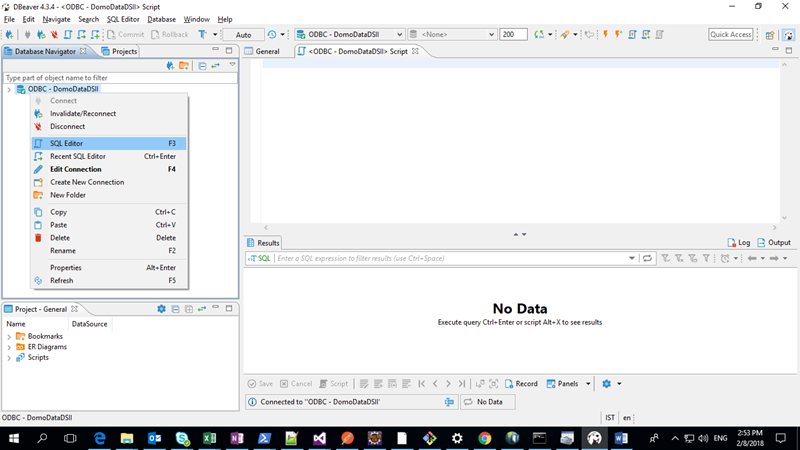 DBeaver 4.3.4 - <ODBC - DomoDataDSII> Script
File Edit Navigate Search SQL Editor Database Window Help
Commit Rollback Auto ODBC - DomoDataDSII <None> 200 Quick Access
Database Navigator Projects
General <ODBC - DomoDataDSII> Script
Type part of object name to filter
ODBC - DomoDataDSII
Connect
Invalidate/Reconnect
Disconnect
SQL Editor F3
Recent SQL Editor Ctrl+Enter
Edit Connection F4
Create New Connection
New Folder
Copy Ctrl+C
Paste Ctrl+V
Delete Delete
Rename F2
Properties Alt+Enter
Refresh F5
Results
Log Output
SQL Enter a SQL expression to filter results (use Ctrl+Space)
No Data
Execute query Ctrl+Enter or script Alt+X to see results
Project - General
Name DataSource
Bookmarks
ER Diagrams
Scripts
Save Cancel Script Record Panels
Connected to "ODBC - DomoDataDSII' No Data
ODBC - DomoDataDSII IST en
ENG 2:53 PM
2/8/2018